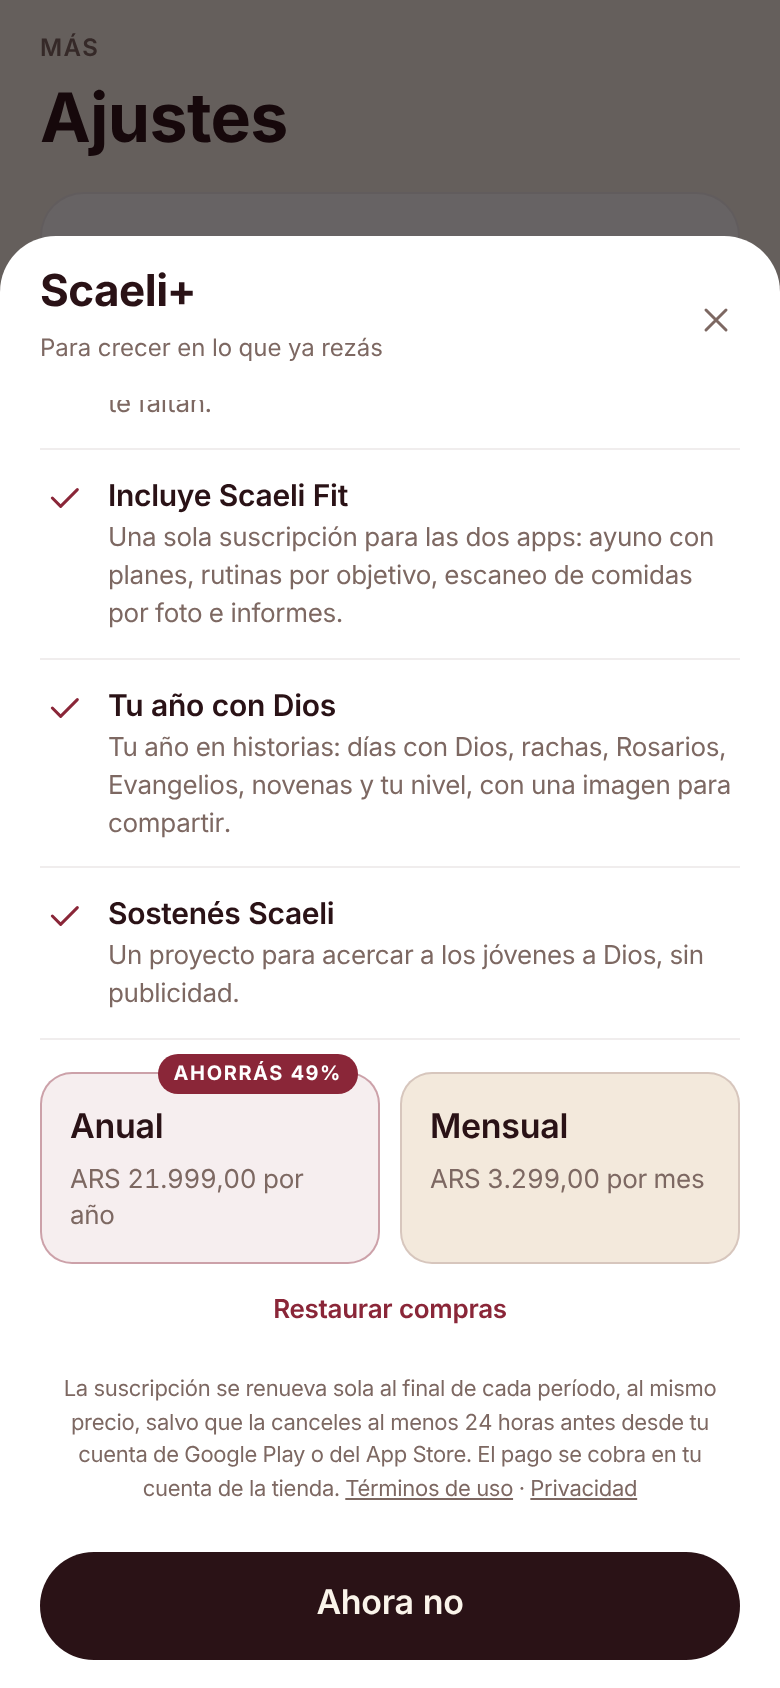 MÁS
Ajustes
Scaeli+
Para crecer en lo que ya rezás
te faltan.
Incluye Scaeli Fit
Una sola suscripción para las dos apps: ayuno con
planes, rutinas por objetivo, escaneo de comidas
por foto e informes.
Tu año con Dios
Tu año en historias: días con Dios, rachas, Rosarios,
Evangelios, novenas y tu nivel, con una imagen para
compartir.
Sostenés Scaeli
Un proyecto para acercar a los jóvenes a Dios, sin
publicidad.
AHORRÁS 49%
Anual
ARS 21.999,00 por
año
Mensual
ARS 3.299,00 por mes
Restaurar compras
La suscripción se renueva sola al final de cada período, al mismo
precio, salvo que la canceles al menos 24 horas antes desde tu
cuenta de Google Play o del App Store. El pago se cobra en tu
cuenta de la tienda. Términos de uso · Privacidad
Ahora no